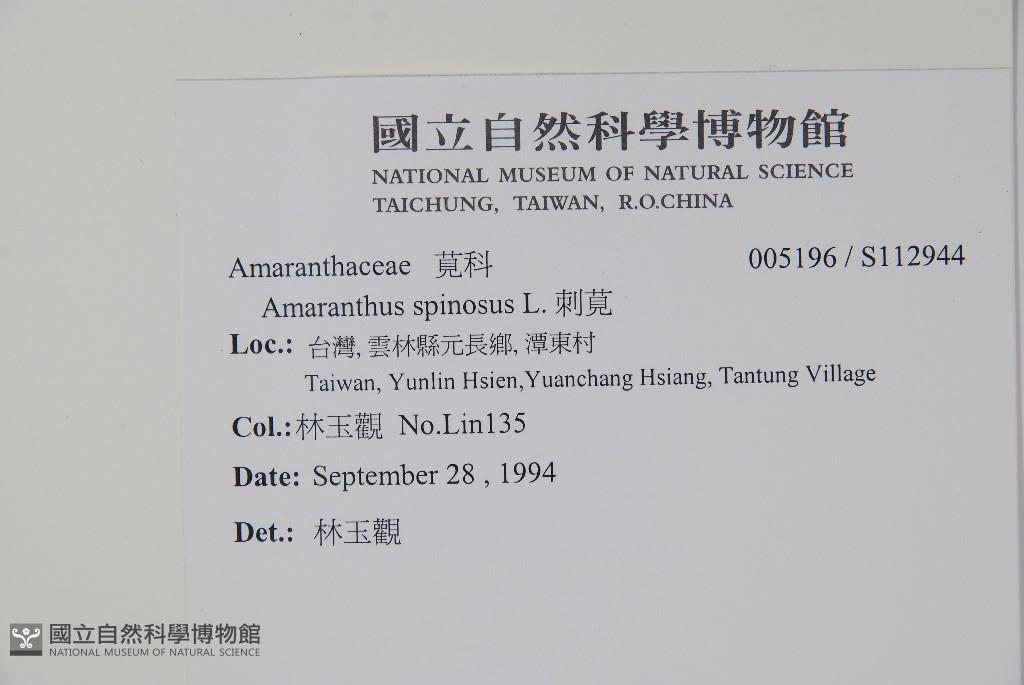 國立自然科學博物館
NATIONAL MUSEUM OF NATURAL SCIENCE
TAICHUNG, TAIWAN, R.O.CHINA
Amaranthaceae 莧科 005196 / S112944
Amaranthus spinosus L. 刺莧
Loc.: 台灣, 雲林縣元長鄉, 潭東村
Taiwan, Yunlin Hsien,Yuanchang Hsiang, Tantung Village
Col.:林玉觀 No.Lin135
Date: September 28 , 1994
Det.: 林玉觀
國立自然科學博物館
NATIONAL MUSEUM OF NATURAL SCIENCE